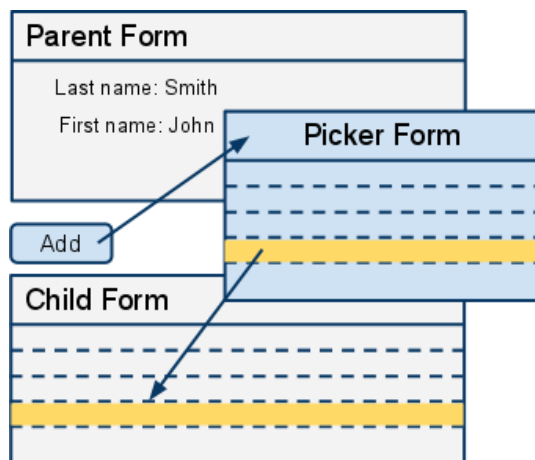 Parent Form
Last name: Smith
First name: John
Picker Form
Add
Child Form